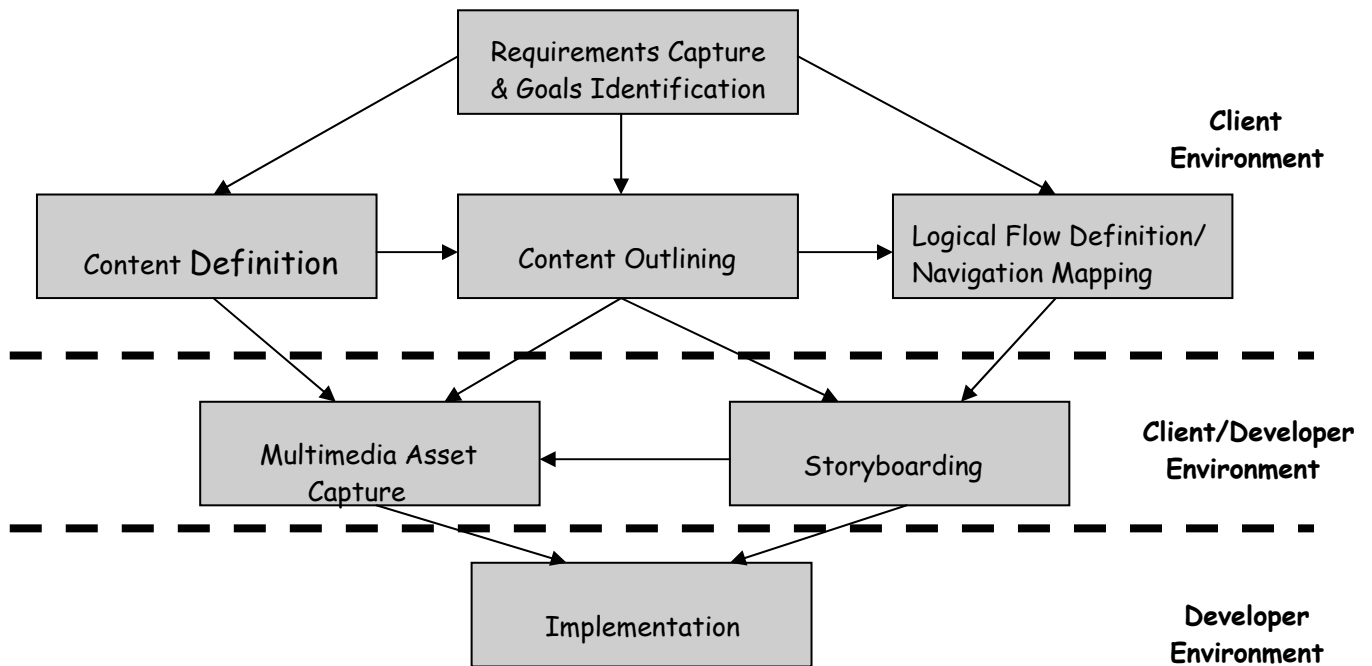 Requirements Capture
& Goals Identification
Client
Environment
Content Definition
Content Outlining
Logical Flow Definition/
Navigation Mapping
Multimedia Asset
Capture
Storyboarding
Client/Developer
Environment
Implementation
Developer
Environment